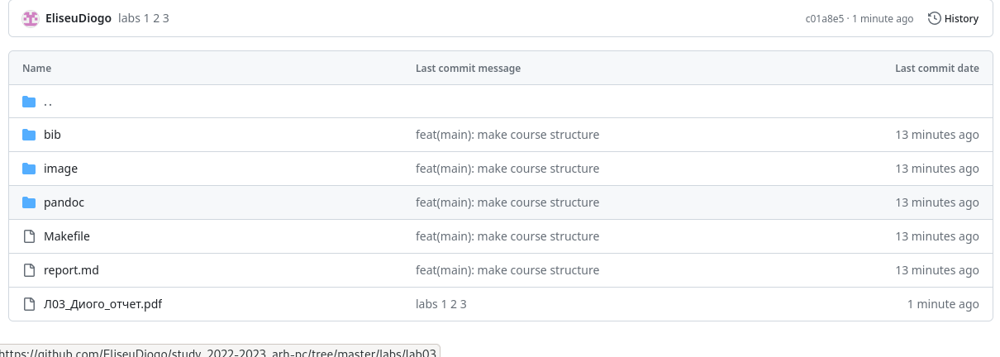 EliseuDiogo labs 1 2 3 c01a8e5 · 1 minute ago History
Name Last commit message Last commit date
..
bib feat(main): make course structure 13 minutes ago
image feat(main): make course structure 13 minutes ago
pandoc feat(main): make course structure 13 minutes ago
Makefile feat(main): make course structure 13 minutes ago
report.md feat(main): make course structure 13 minutes ago
Л03_Диого_отчет.pdf labs 1 2 3 1 minute ago
https://github.com/EliseuDiogo/study_2022-2023_arh-pc/tree/master/labs/lab03